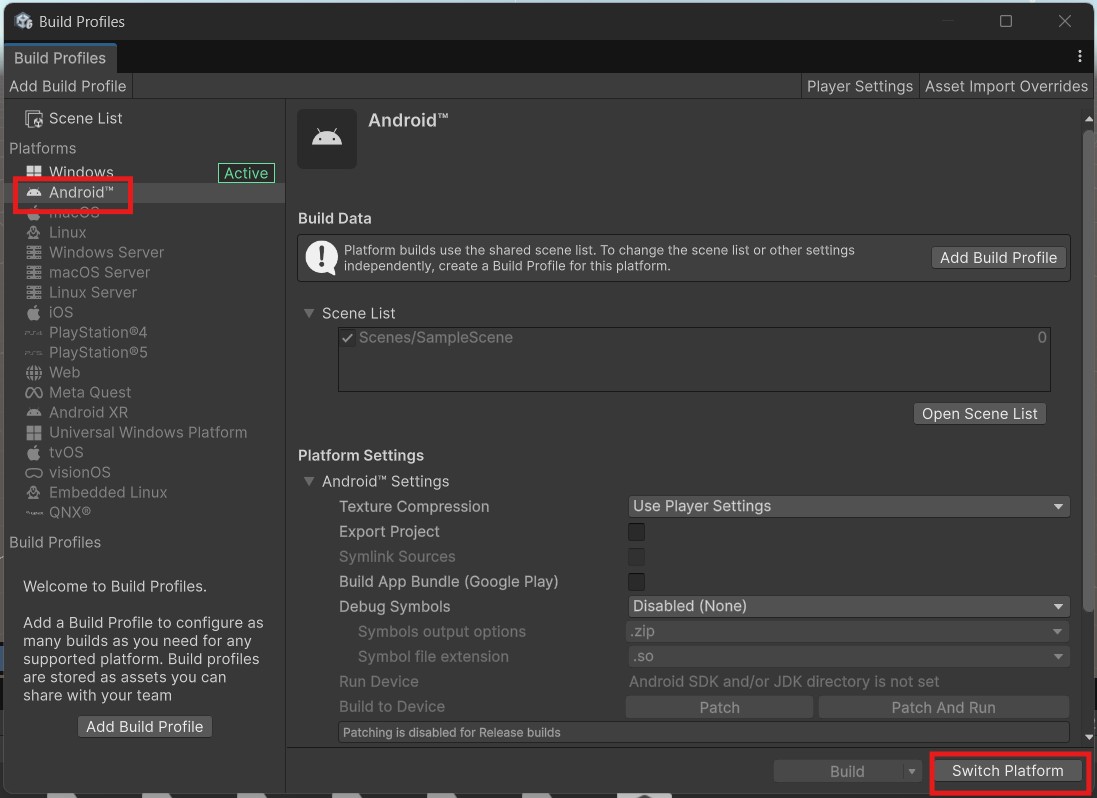 Build Profiles
Build Profiles
Add Build Profile
Player Settings
Asset Import Overrides
Scene List
Platforms
Windows
Active
Android™
macOS
Linux
Windows Server
macOS Server
Linux Server
iOS
PlayStation®4
PlayStation®5
Web
Meta Quest
Android XR
Universal Windows Platform
tvOS
visionOS
Embedded Linux
QNX®
Build Profiles
Welcome to Build Profiles.
Add a Build Profile to configure as
many builds as you need for any
supported platform. Build profiles
are stored as assets you can
share with your team
Add Build Profile
Android™
Build Data
Platform builds use the shared scene list. To change the scene list or other settings
independently, create a Build Profile for this platform.
Add Build Profile
Scene List
Scenes/SampleScene 0
Open Scene List
Platform Settings
Android™ Settings
Texture Compression Use Player Settings
Export Project
Symlink Sources
Build App Bundle (Google Play)
Debug Symbols Disabled (None)
Symbols output options .zip
Symbol file extension .so
Run Device Android SDK and/or JDK directory is not set
Build to Device Patch Patch And Run
Patching is disabled for Release builds
Build Switch Platform